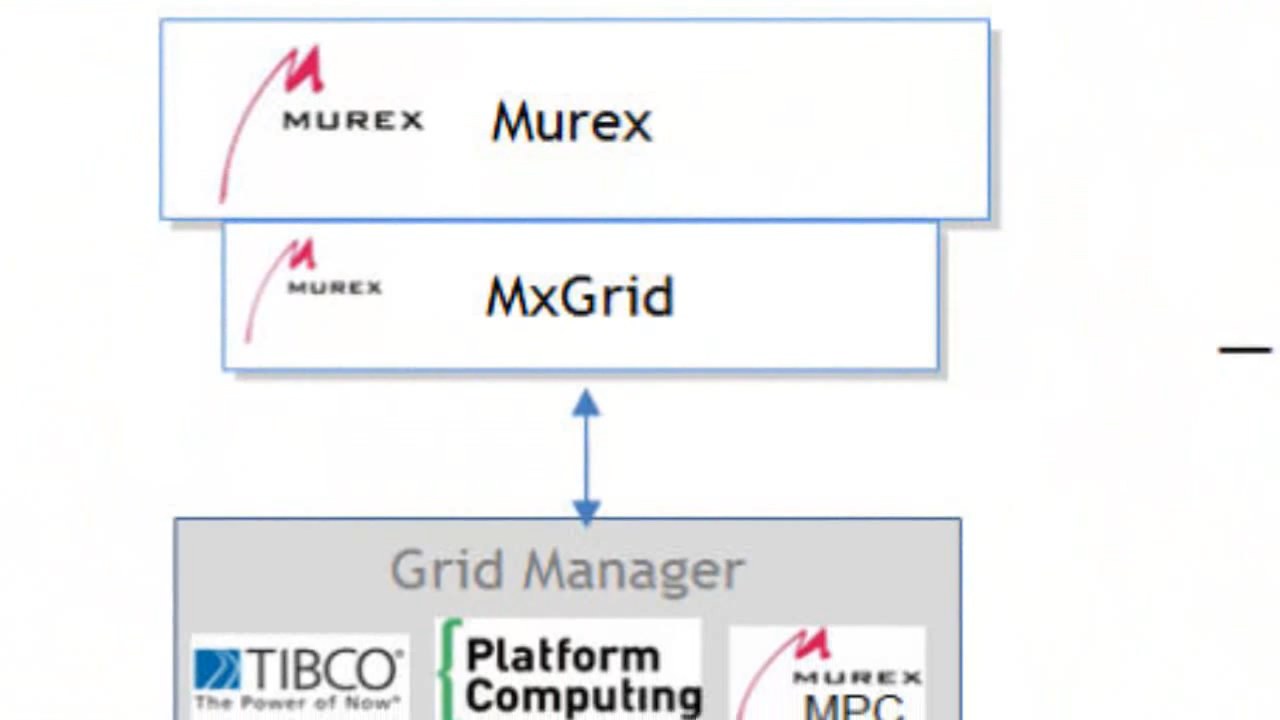 MUREX Murex
MUREX MxGrid
Grid Manager
TIBCO® Platform Computing MUREX
The Power of Now® MPC